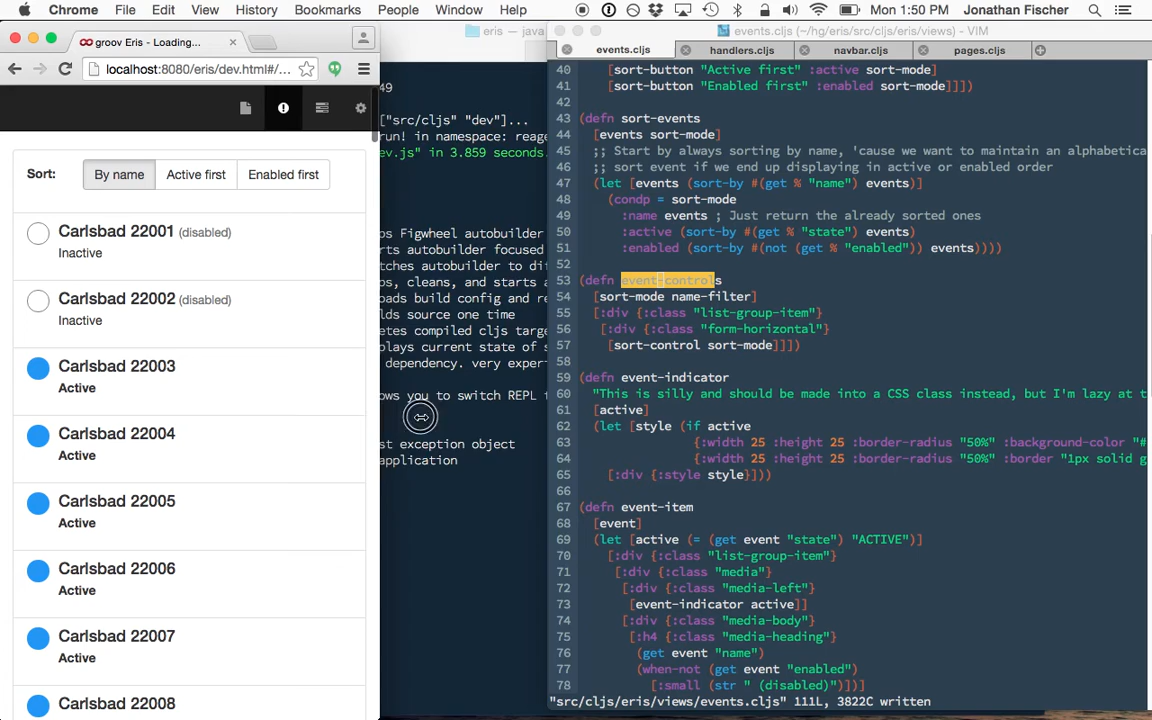 Chrome File Edit View History Bookmarks People Window Help Mon 1:50 PM Jonathan Fischer
groov Eris - Loading...
localhost:8080/eris/dev.html#/...
Sort: By name Active first Enabled first
Carlsbad 22001 (disabled)
Inactive
Carlsbad 22002 (disabled)
Inactive
Carlsbad 22003
Active
Carlsbad 22004
Active
Carlsbad 22005
Active
Carlsbad 22006
Active
Carlsbad 22007
Active
Carlsbad 22008
eris — java
49
["src/cljs" "dev"]...
run! in namespace: reage
ev.js" in 3.859 seconds.
ps Figwheel autobuilder
rts autobuilder focused
tches autobuilder to dif
ps, cleans, and starts a
oads build config and re
lds source one time
etes compiled cljs targe
plays current state of s
dependency. very expert
ows you to switch REPL t
st exception object
application
events.cljs (~/hg/eris/src/cljs/eris/views) - VIM
events.cljs handlers.cljs navbar.cljs pages.cljs
40 [sort-button "Active first" :active sort-mode]
41 [sort-button "Enabled first" :enabled sort-mode]]])
42
43 (defn sort-events
44 [events sort-mode]
45 ;; Start by always sorting by name, 'cause we want to maintain an alphabetica
46 ;; sort event if we end up displaying in active or enabled order
47 (let [events (sort-by #(get % "name") events)]
48 (condp = sort-mode
49 :name events ; Just return the already sorted ones
50 :active (sort-by #(get % "state") events)
51 :enabled (sort-by #(not (get % "enabled")) events))))
52
53 (defn event-controls
54 [sort-mode name-filter]
55 [:div {:class "list-group-item"}
56 [:div {:class "form-horizontal"}
57 [sort-control sort-mode]]])
58
59 (defn event-indicator
60 "This is silly and should be made into a CSS class instead, but I'm lazy at t
61 [active]
62 (let [style (if active
63 {:width 25 :height 25 :border-radius "50%" :background-color "#
64 {:width 25 :height 25 :border-radius "50%" :border "1px solid g
65 [:div {:style style}]))
66
67 (defn event-item
68 [event]
69 (let [active (= (get event "state") "ACTIVE")]
70 [:div {:class "list-group-item"}
71 [:div {:class "media"}
72 [:div {:class "media-left"}
73 [event-indicator active]]
74 [:div {:class "media-body"}
75 [:h4 {:class "media-heading"}
76 (get event "name")
77 (when-not (get event "enabled")
78 [:small (str " (disabled)")])]
"src/cljs/eris/views/events.cljs" 111L, 3822C written